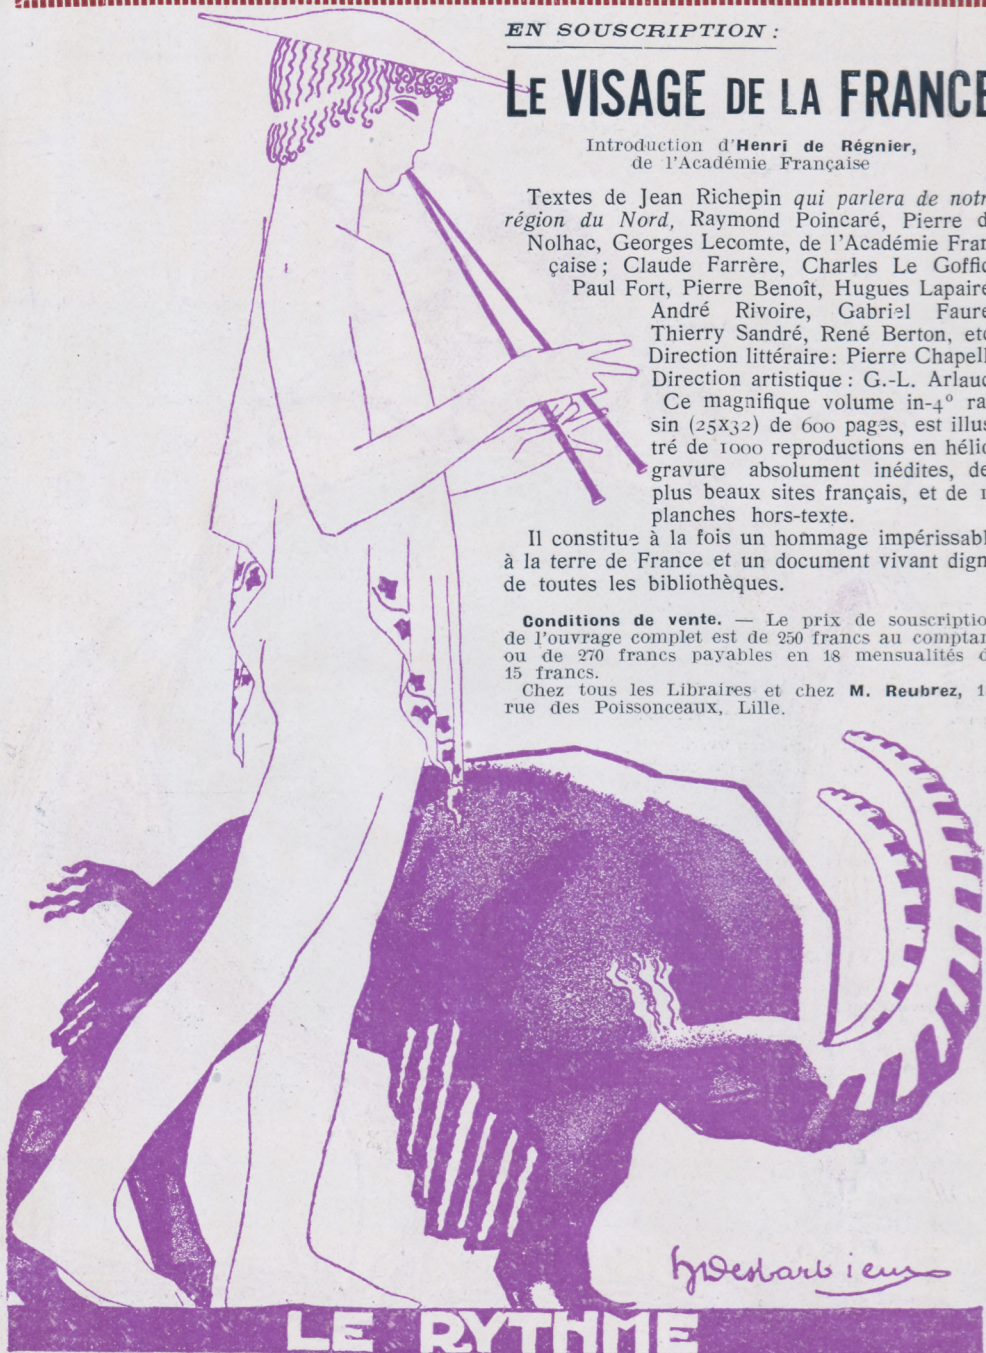 EN SOUSCRIPTION :
LE VISAGE DE LA FRANCE
Introduction d'Henri de Régnier,
de l'Académie Française
Textes de Jean Richepin qui parlera de notr
région du Nord, Raymond Poincaré, Pierre d
Nolhac, Georges Lecomte, de l'Académie Fran
çaise ; Claude Farrère, Charles Le Goffic
Paul Fort, Pierre Benoît, Hugues Lapaire
André Rivoire, Gabriel Faure
Thierry Sandré, René Berton, etc
Direction littéraire : Pierre Chapell
Direction artistique : G.-L. Arlaud
Ce magnifique volume in-4° rai
sin (25x32) de 600 pages, est illus
tré de 1000 reproductions en hélio
gravure absolument inédites, de
plus beaux sites français, et de 1
planches hors-texte.
Il constitue à la fois un hommage impérissabl
à la terre de France et un document vivant dign
de toutes les bibliothèques.
Conditions de vente. — Le prix de souscriptio
de l'ouvrage complet est de 250 francs au comptan
ou de 270 francs payables en 18 mensualités d
15 francs.
Chez tous les Libraires et chez M. Reubrez, 1
rue des Poissonceaux, Lille.
hDesbarbieux
LE RYTHME